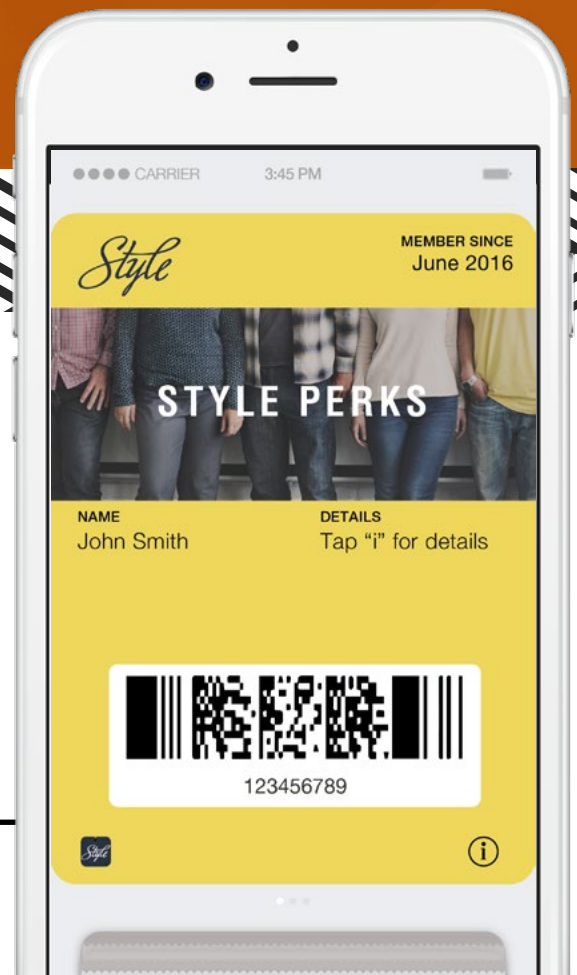 CARRIER 3:45 PM
Style
MEMBER SINCE
June 2016
STYLE PERKS
NAME DETAILS
John Smith Tap “i” for details
123456789
Style
i